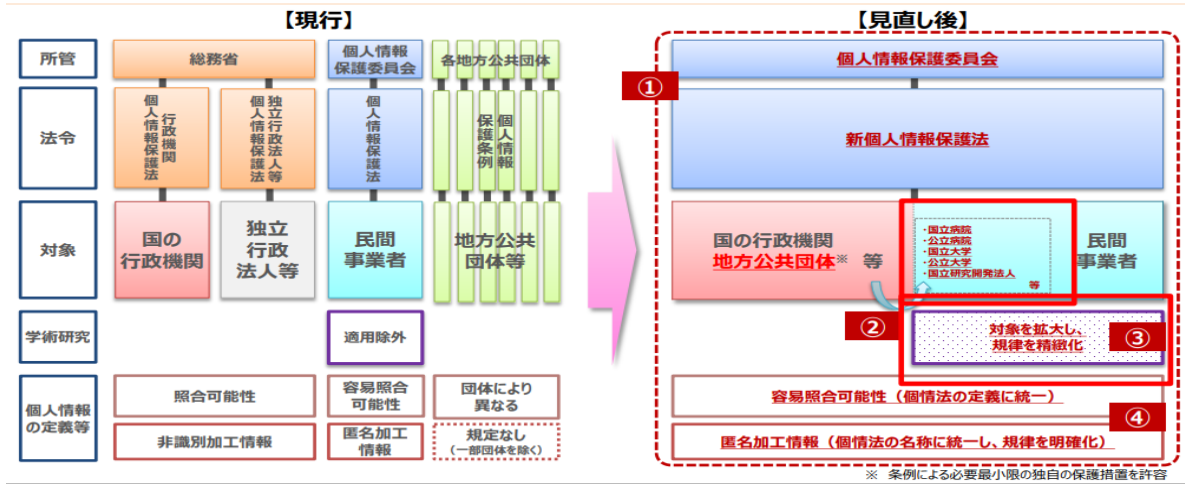 【現行】
所管
総務省
個人情報
保護委員会
各地方公共団体
法令
行政機関
個人情報保護法
独立行政法人等
個人情報保護法
個人情報保護法
個人情報
保護条例
対象
国の
行政機関
独立
行政
法人等
民間
事業者
地方公共
団体等
学術研究
適用除外
個人情報
の定義等
照合可能性
容易照合
可能性
団体により
異なる
非識別加工情報
匿名加工
情報
規定なし
(一部団体を除く)
【見直し後】
①
個人情報保護委員会
新個人情報保護法
国の行政機関
地方公共団体※ 等
・国立病院
・公立病院
・国立大学
・公立大学
・国立研究開発法人
等
民間
事業者
②
対象を拡大し、
規律を精緻化
③
容易照合可能性（個情法の定義に統一）
④
匿名加工情報（個情法の名称に統一し、規律を明確化）
※ 条例による必要最小限の独自の保護措置を許容